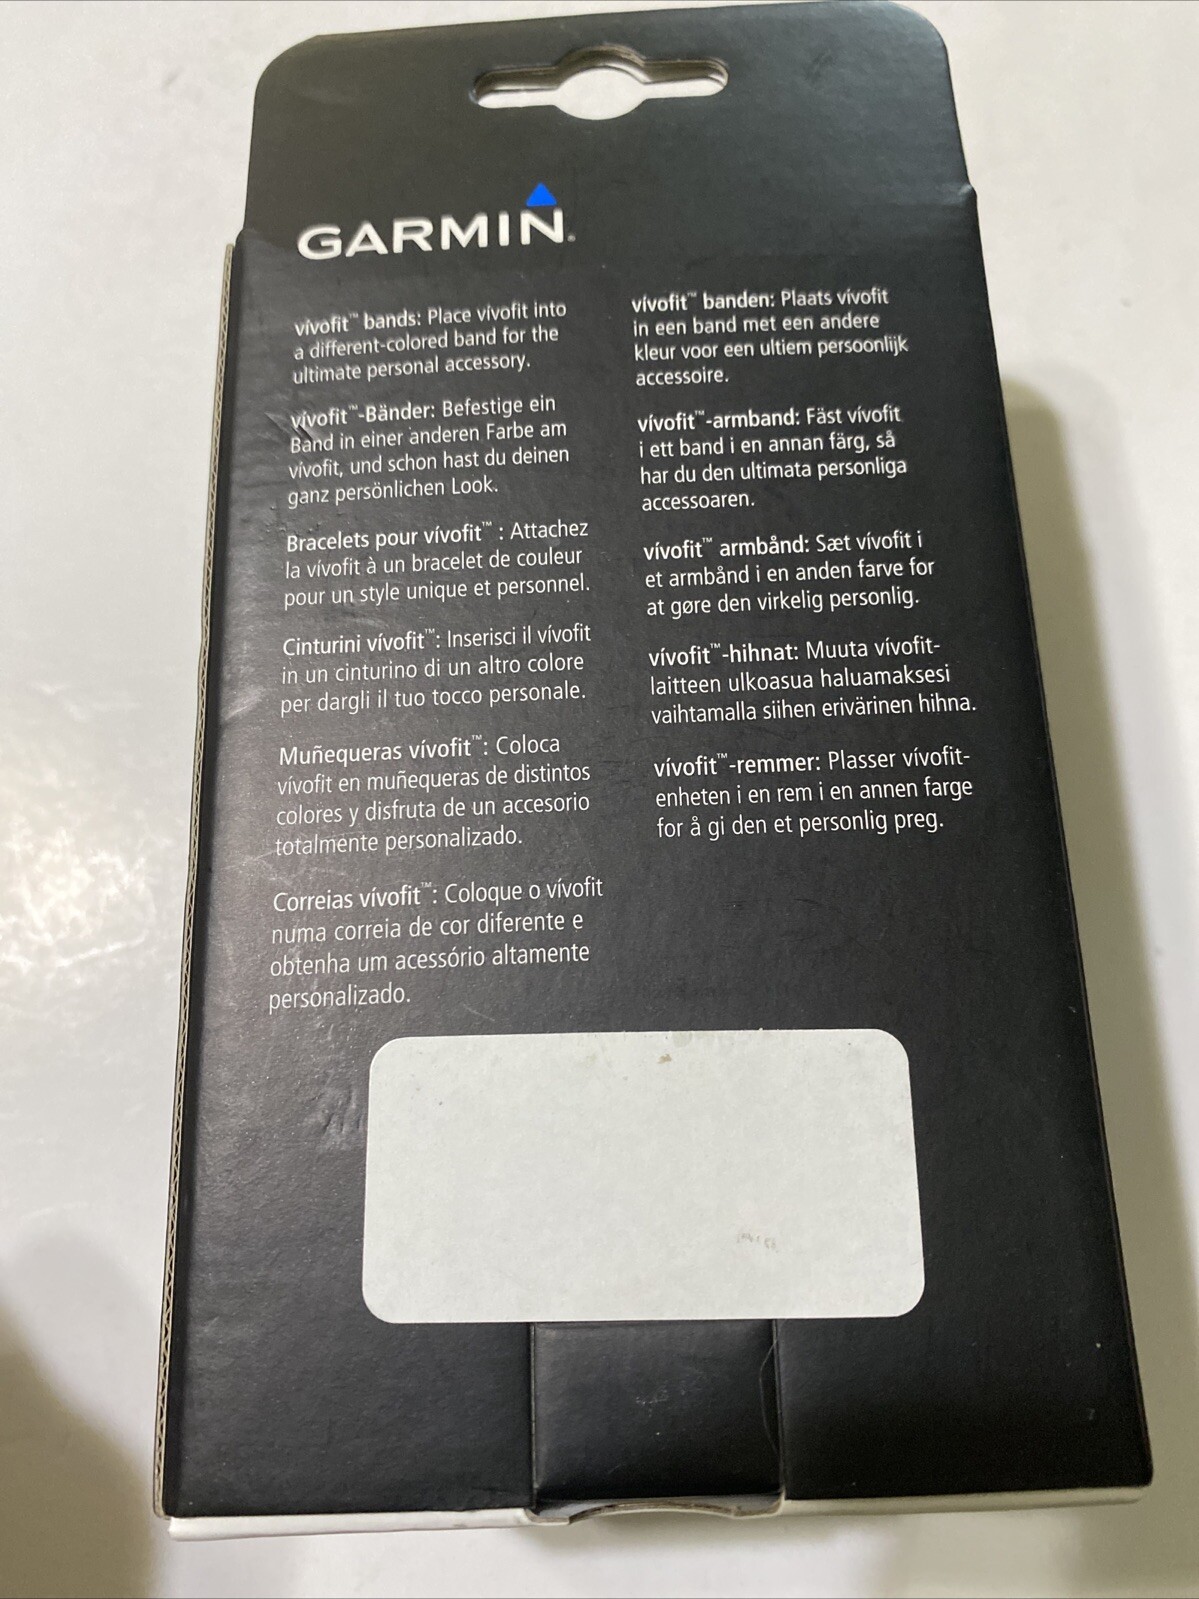 GARMIN
vívofit™ bands: Place vívofit into
a different-colored band for the
ultimate personal accessory.
vívofit™-Bänder: Befestige ein
Band in einer anderen Farbe am
vívofit, und schon hast du deinen
ganz persönlichen Look.
Bracelets pour vívofit™ : Attachez
la vívofit à un bracelet de couleur
pour un style unique et personnel.
Cinturini vívofit™: Inserisci il vívofit
in un cinturino di un altro colore
per dargli il tuo tocco personale.
Muñequeras vívofit™: Coloca
vívofit en muñequeras de distintos
colores y disfruta de un accesorio
totalmente personalizado.
Correias vívofit™: Coloque o vívofit
numa correia de cor diferente e
obtenha um acessório altamente
personalizado.
vívofit™ banden: Plaats vívofit
in een band met een andere
kleur voor een ultiem persoonlijk
accessoire.
vívofit™-armband: Fäst vívofit
i ett band i en annan färg, så
har du den ultimata personliga
accessoaren.
vívofit™ armbånd: Sæt vívofit i
et armbånd i en anden farve for
at gøre den virkelig personlig.
vívofit™-hihnat: Muuta vívofit-
laitteen ulkoasua haluamaksesi
vaihtamalla siihen erivärinen hihna.
vívofit™-remmer: Plasser vívofit-
enheten i en rem i en annen farge
for å gi den et personlig preg.